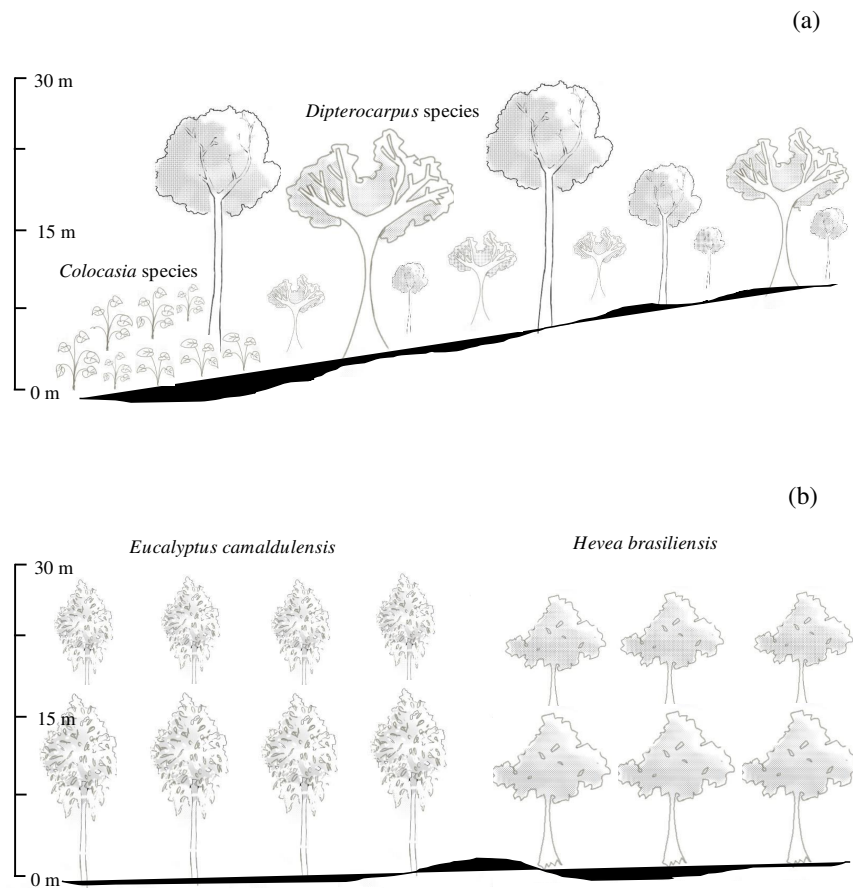 (a)
30 m
Dipterocarpus species
15 m
Colocasia species
0 m
(b)
Eucalyptus camaldulensis
Hevea brasiliensis
30 m
15 m
0 m